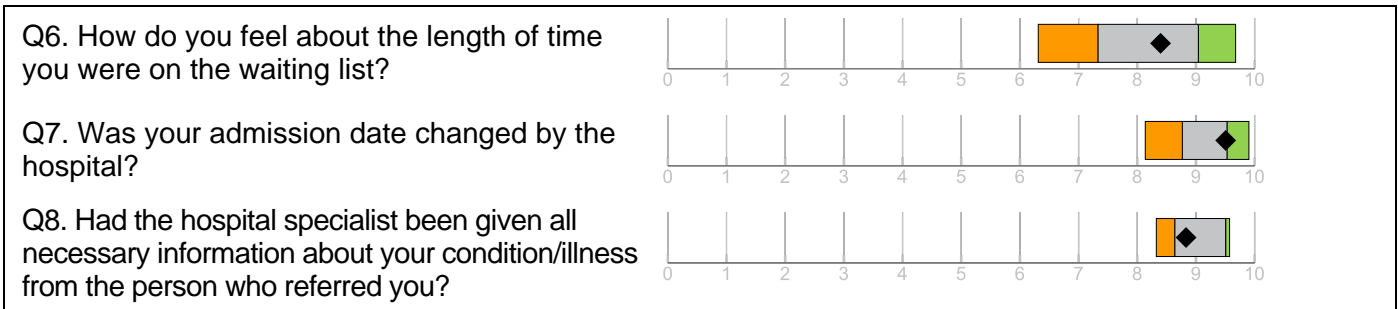 Q6. How do you feel about the length of time
you were on the waiting list?
0 1 2 3 4 5 6 7 8 9 10
Q7. Was your admission date changed by the
hospital?
0 1 2 3 4 5 6 7 8 9 10
Q8. Had the hospital specialist been given all
necessary information about your condition/illness
from the person who referred you?
0 1 2 3 4 5 6 7 8 9 10